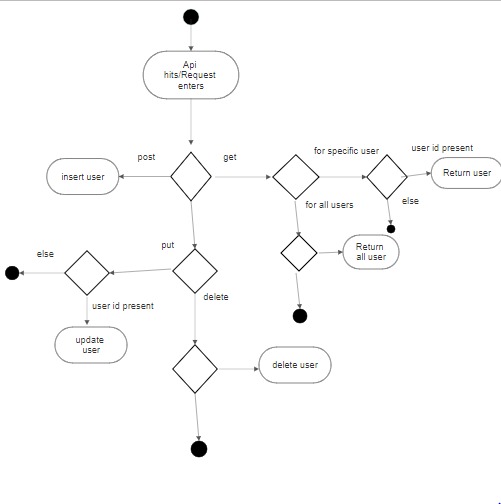 Api
hits/Request
enters
post
get
for specific user
user id present
insert user
Return user
for all users
else
put
Return
all user
else
delete
user id present
update
user
delete user